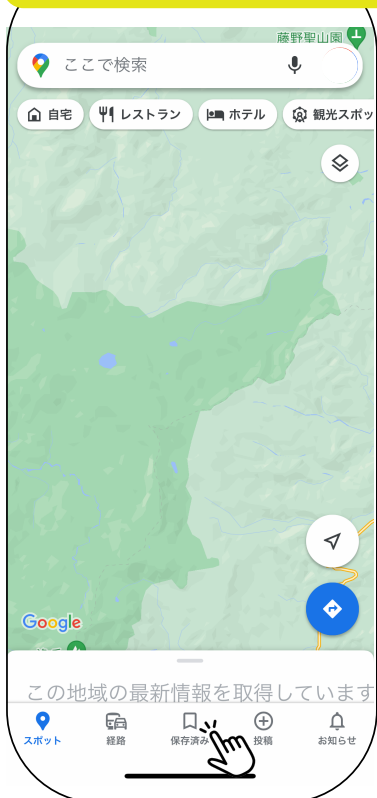 藤野聖山園
ここで検索
自宅 レストラン ホテル 観光スポッ
Google
この地域の最新情報を取得しています
スポット 経路 保存済み 投稿 お知らせ